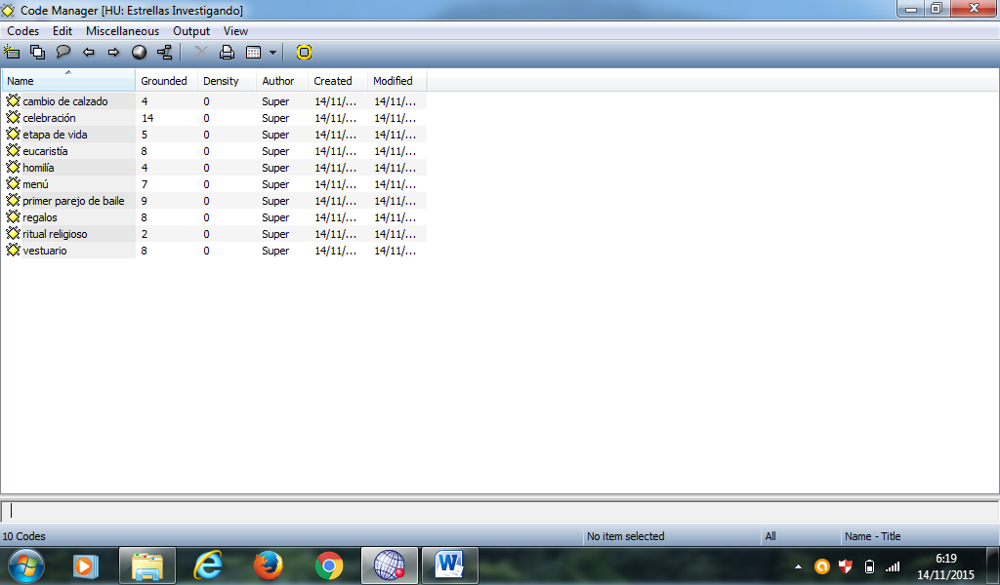 Code Manager [HU: Estrellas Investigando]
Codes Edit Miscellaneous Output View
Name Grounded Density Author Created Modified
cambio de calzado 4 0 Super 14/11/... 14/11/...
celebración 14 0 Super 14/11/... 14/11/...
etapa de vida 5 0 Super 14/11/... 14/11/...
eucaristía 8 0 Super 14/11/... 14/11/...
homilía 4 0 Super 14/11/... 14/11/...
menú 7 0 Super 14/11/... 14/11/...
primer parejo de baile 9 0 Super 14/11/... 14/11/...
regalos 8 0 Super 14/11/... 14/11/...
ritual religioso 2 0 Super 14/11/... 14/11/...
vestuario 8 0 Super 14/11/... 14/11/...
10 Codes No item selected All Name - Title
6:19
14/11/2015